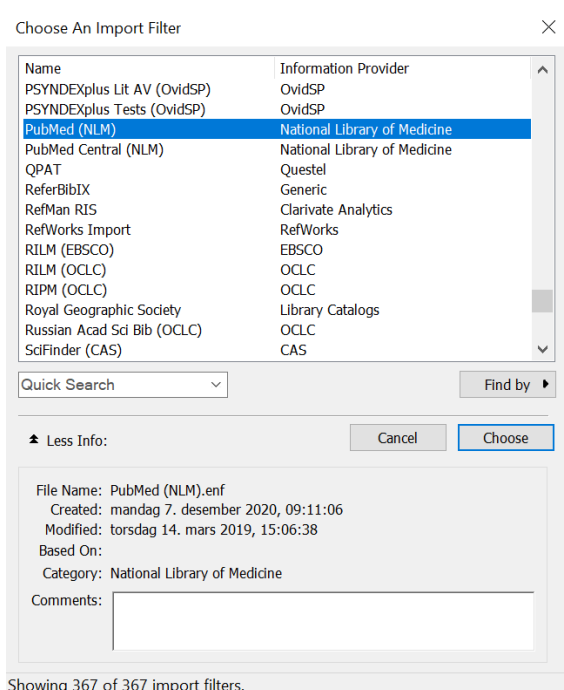 Choose An Import Filter
Name Information Provider
PSYNDEXplus Lit AV (OvidSP) OvidSP
PSYNDEXplus Tests (OvidSP) OvidSP
PubMed (NLM) National Library of Medicine
PubMed Central (NLM) National Library of Medicine
QPAT Questel
ReferBibIX Generic
RefMan RIS Clarivate Analytics
RefWorks Import RefWorks
RILM (EBSCO) EBSCO
RILM (OCLC) OCLC
RIPM (OCLC) OCLC
Royal Geographic Society Library Catalogs
Russian Acad Sci Bib (OCLC) OCLC
SciFinder (CAS) CAS
Quick Search Find by
Less Info: Cancel Choose
File Name: PubMed (NLM).enf
Created: mandag 7. desember 2020, 09:11:06
Modified: torsdag 14. mars 2019, 15:06:38
Based On:
Category: National Library of Medicine
Comments:
Showing 367 of 367 import filters.